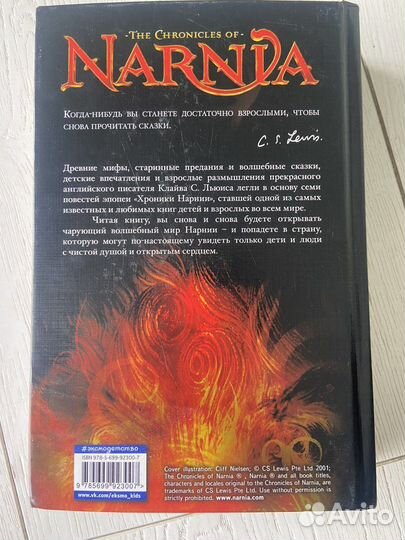 -THE CHRONICLES OF-
NARNIA
КОГДА-НИБУДЬ ВЫ СТАНЕТЕ ДОСТАТОЧНО ВЗРОСЛЫМИ, ЧТОБЫ
СНОВА ПРОЧИТАТЬ СКАЗКИ.
C. S. Lewis.
Древние мифы, старинные предания и волшебные сказки,
детские впечатления и взрослые размышления прекрасного
английского писателя Клайва С. Льюиса легли в основу семи
повестей эпопеи «Хроники Нарнии», ставшей одной из самых
известных и любимых книг детей и взрослых во всем мире.
Читая книгу, вы снова и снова будете открывать
чарующий волшебный мир Нарнии – и попадете в страну,
которую могут по-настоящему увидеть только дети и люди
с чистой душой и открытым сердцем.
#эксмодетство
ISBN 978-5-699-92300-7
9 785699 923007 >
www.vk.com/eksmo_kids
Cover illustration: Cliff Nielsen; © CS Lewis Pte Ltd 2001;
The Chronicles of Narnia ® , Narnia ® and all book titles,
characters and locales original to the Chronicles of Narnia, are
trademarks of CS Lewis Pte Ltd. Use without permission is
strictly prohibited. www.narnia.com
Avito